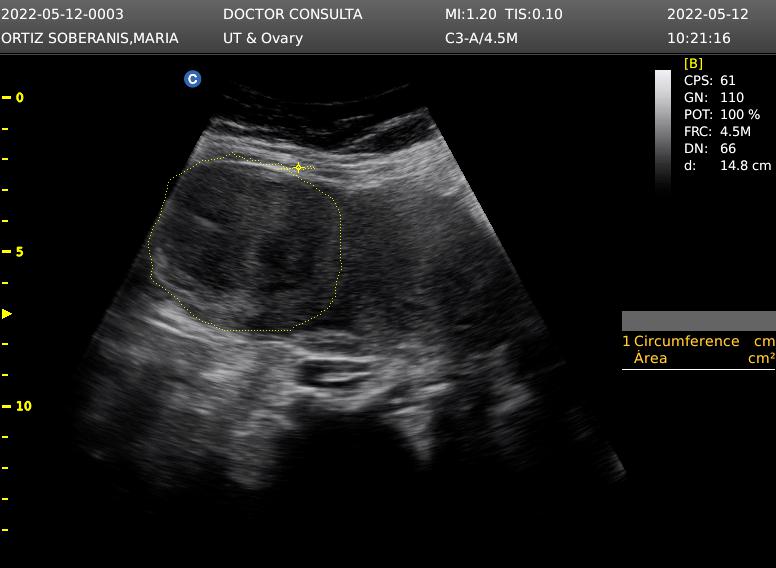 2022-05-12-0003 DOCTOR CONSULTA MI:1.20 TIS:0.10 2022-05-12
ORTIZ SOBERANIS,MARIA UT & Ovary C3-A/4.5M 10:21:16
[B]
C
CPS: 61
0
GN: 110
POT: 100 %
FRC: 4.5M
DN: 66
d: 14.8 cm
5
1 Circumference cm
Área cm²
10